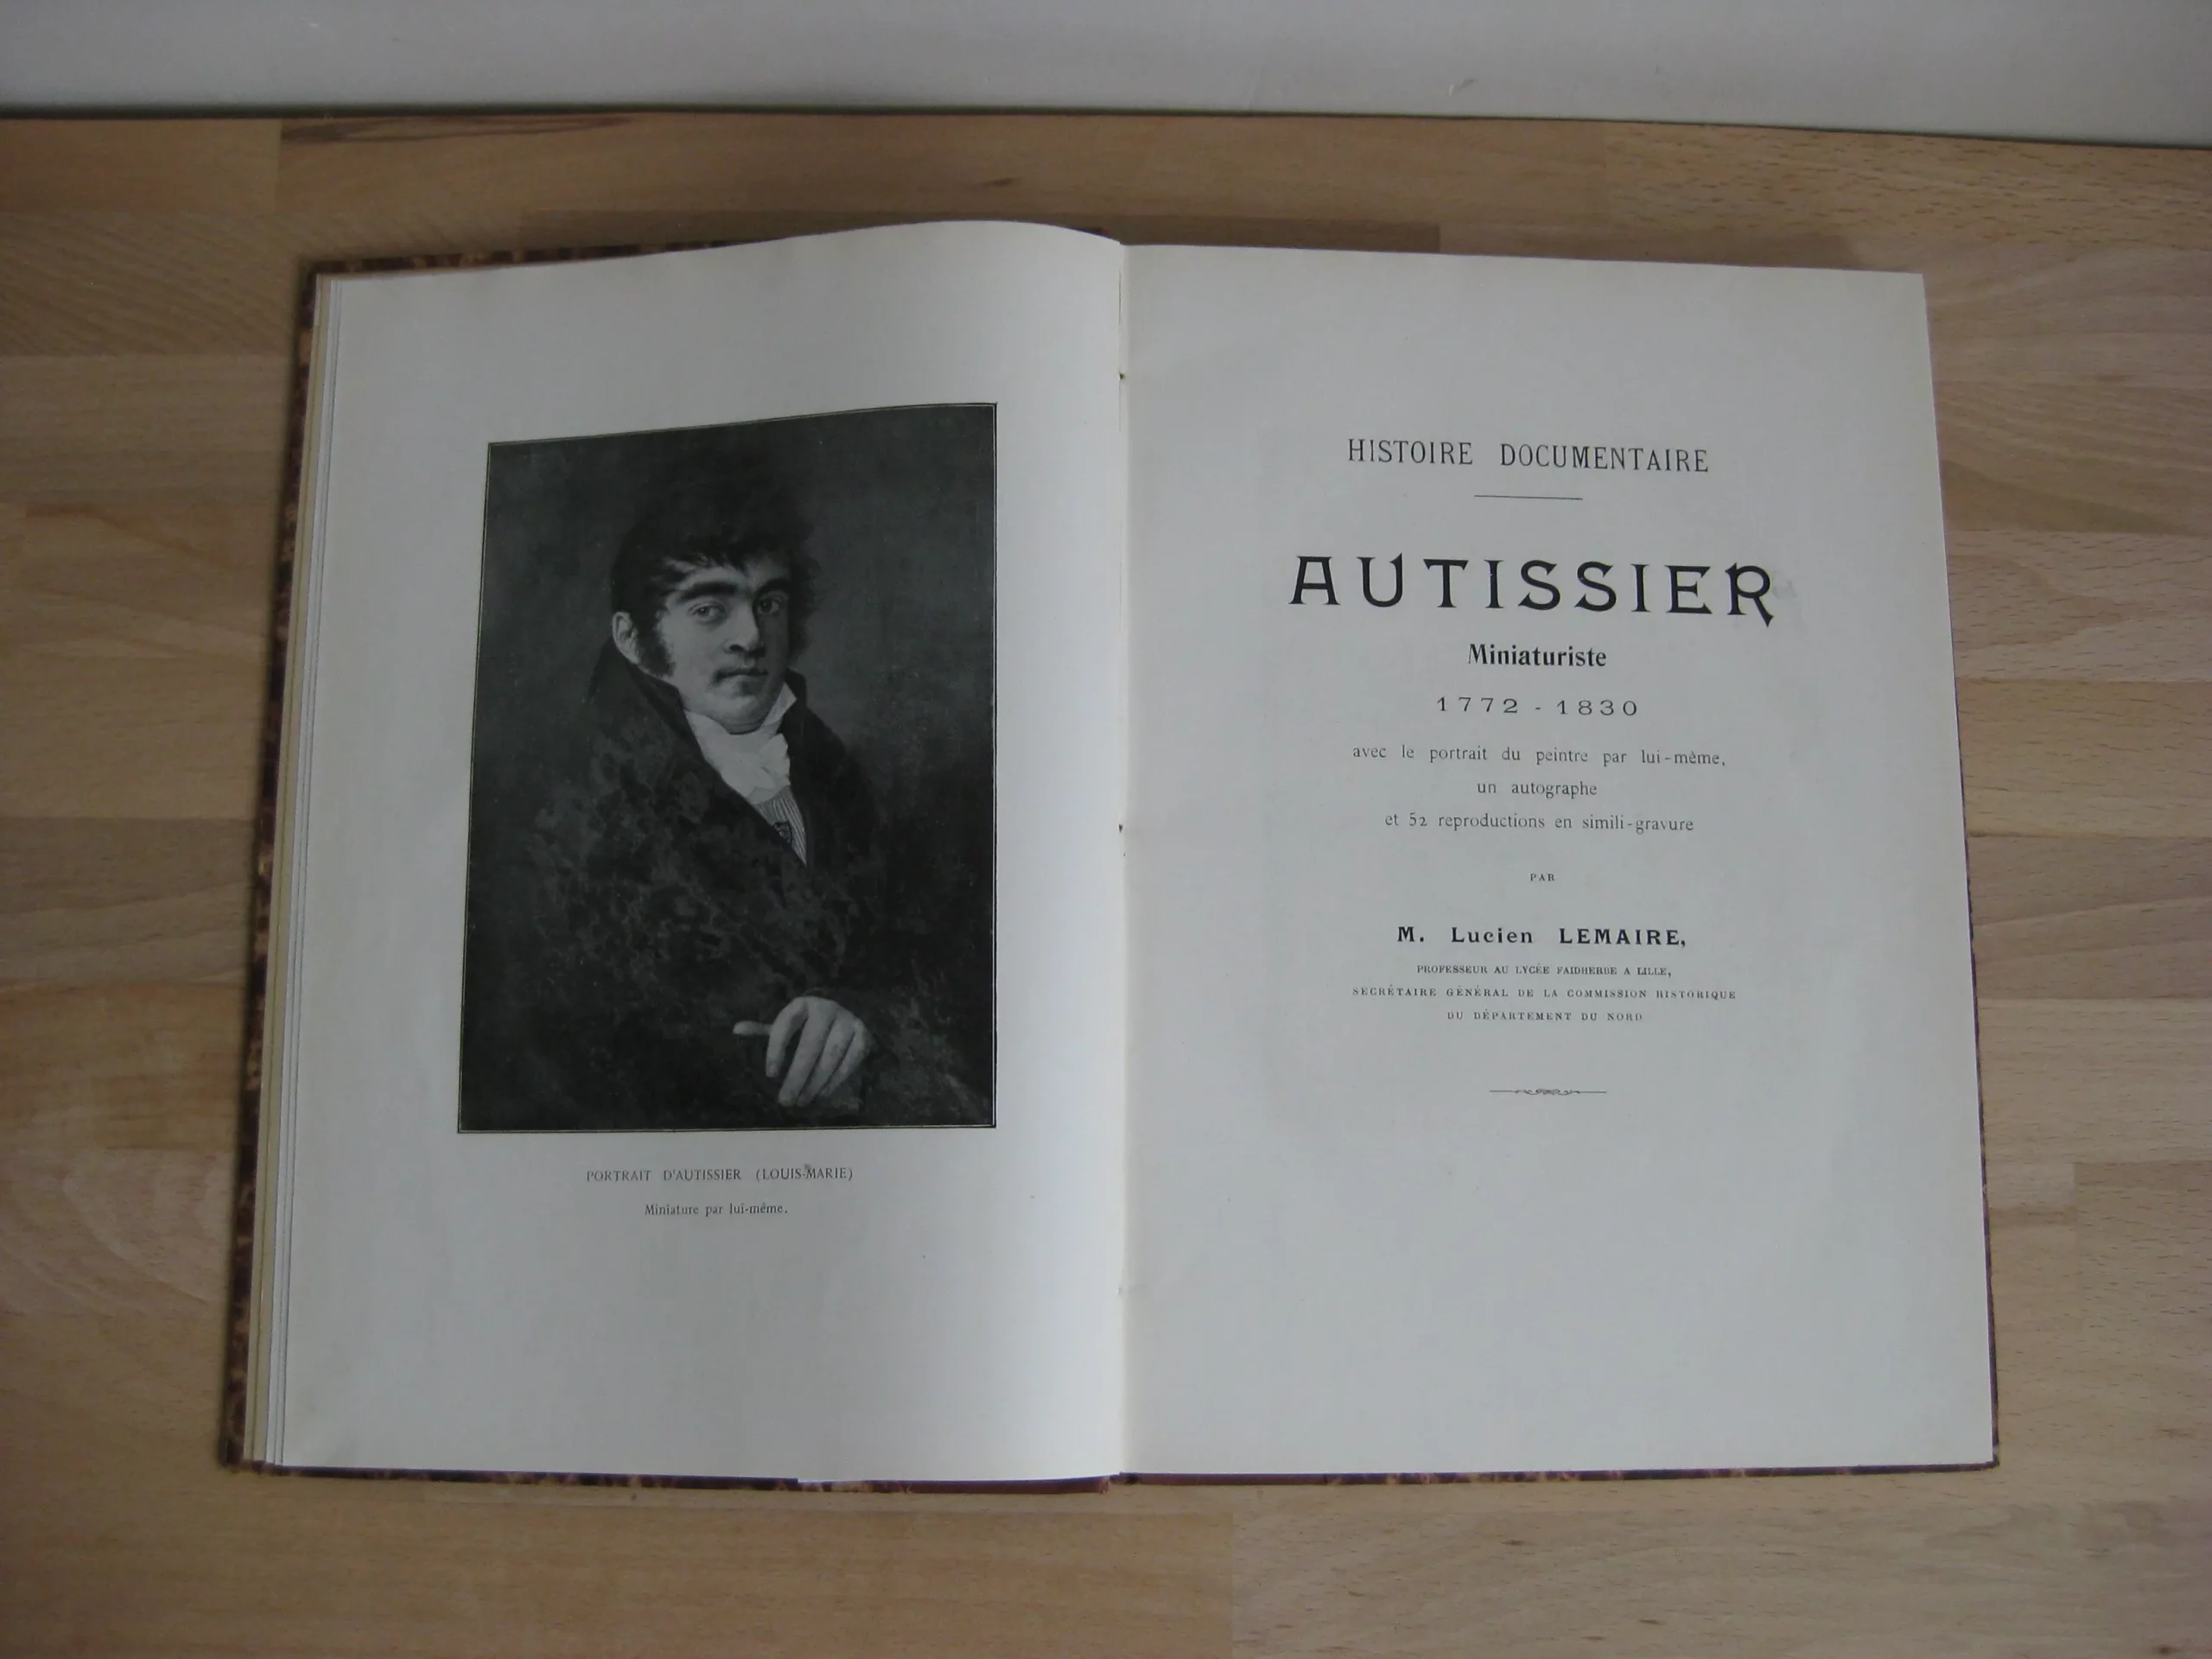 PORTRAIT D'AUTISSIER (LOUIS-MARIE)
Miniature par lui-même.
HISTOIRE DOCUMENTAIRE
AUTISSIER
Miniaturiste
1772 - 1830
avec le portrait du peintre par lui-même,
un autographe
et 52 reproductions en simili-gravure
PAR
M. Lucien LEMAIRE,
PROFESSEUR AU LYCÉE FAIDHERBE A LILLE,
SECRÉTAIRE GÉNÉRAL DE LA COMMISSION HISTORIQUE
DU DÉPARTEMENT DU NORD